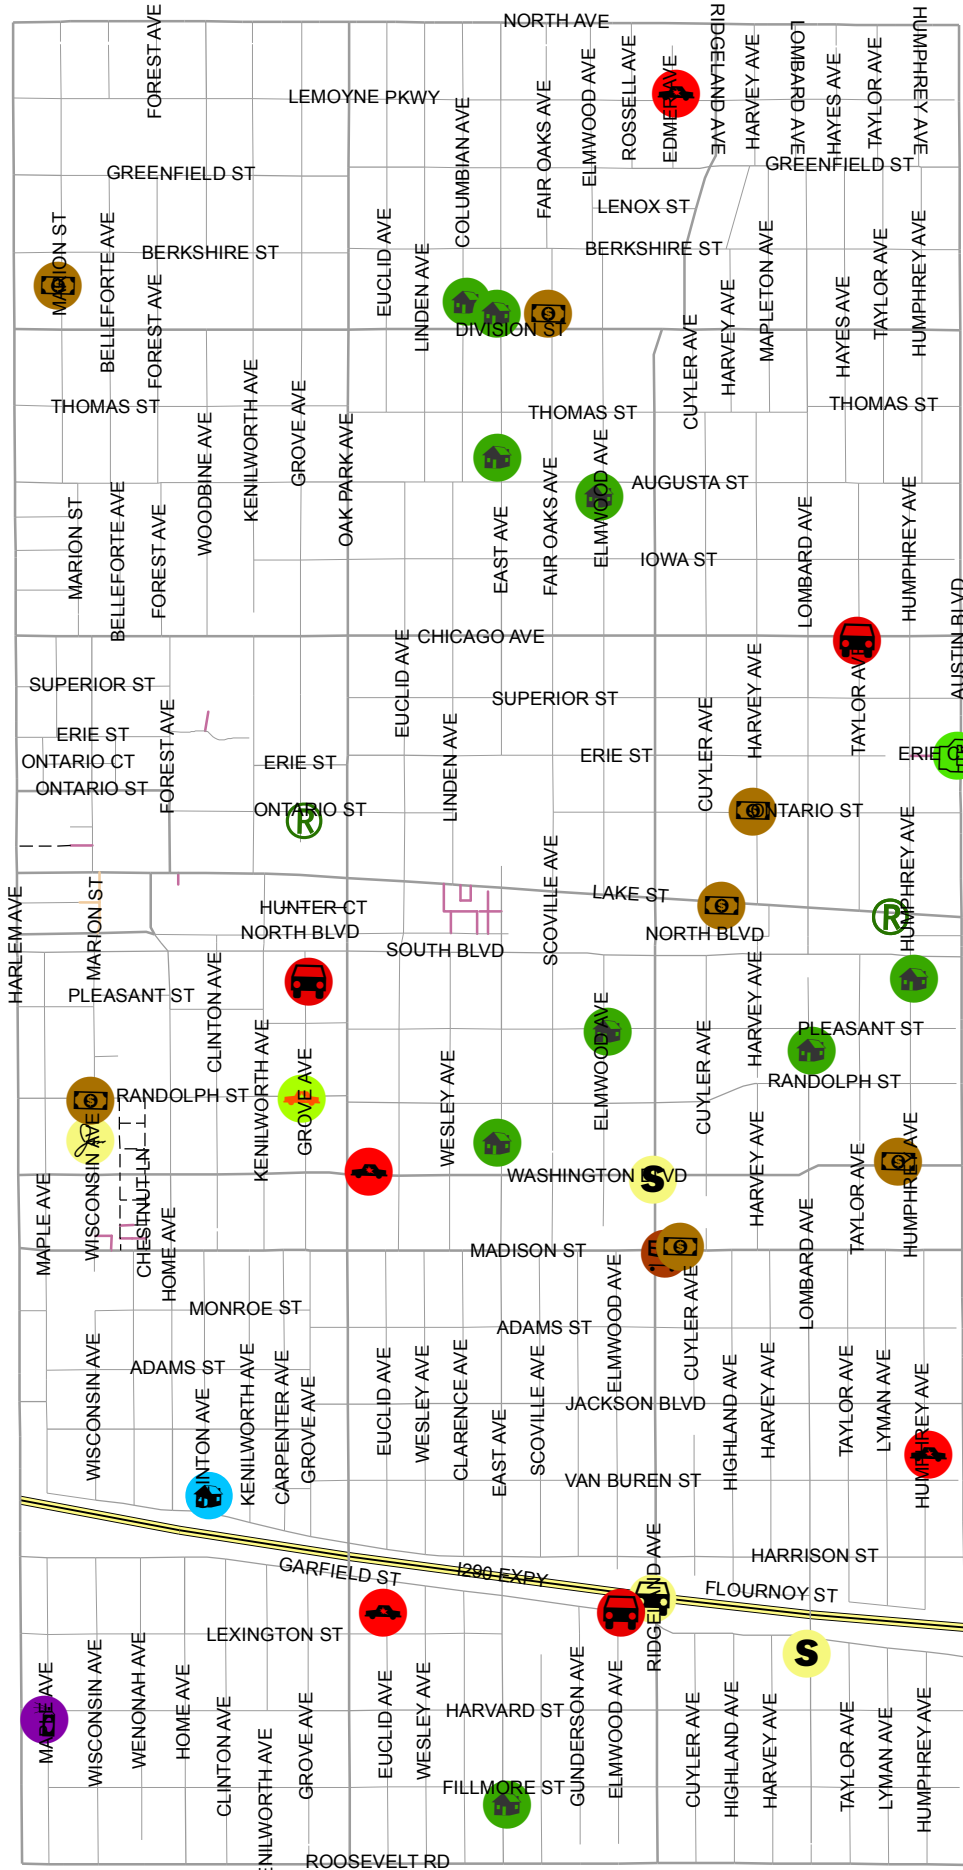 NORTH AVE
FOREST AVE
RIDGELAND AVE
HUMPHREY AVE
LOMBARD AVE
HARVEY AVE
ROSSELL AVE
TAYLOR AVE
ELMWOOD AVE
HAYES AVE
EDMER AVE
FAIR OAKS AVE
COLUMBIAN AVE
LEMOYNE PKWY
GREENFIELD ST
GREENFIELD ST
LENOX ST
BERKSHIRE ST
BERKSHIRE ST
MARION ST
BELLEFORTE AVE
FOREST AVE
EUCLID AVE
LINDEN AVE
MAPLETON AVE
HARVEY AVE
CUYLER AVE
HAYES AVE
TAYLOR AVE
HUMPHREY AVE
DIVISION ST
THOMAS ST
THOMAS ST
THOMAS ST
WOODBINE AVE
KENILWORTH AVE
GROVE AVE
OAK PARK AVE
ELMWOOD AVE
AUGUSTA ST
MARION ST
BELLEFORTE AVE
FOREST AVE
EAST AVE
FAIR OAKS AVE
IOWA ST
LOMBARD AVE
HUMPHREY AVE
AUSTIN BLVD
CHICAGO AVE
EUCLID AVE
HARVEY AVE
TAYLOR AVE
SUPERIOR ST
SUPERIOR ST
FOREST AVE
LINDEN AVE
CUYLER AVE
ERIE ST
ONTARIO CT
ERIE ST
ERIE ST
ERIE C
ONTARIO ST
ONTARIO ST
ONTARIO ST
R
HARLEM AVE
MARION ST
HUNTER CT
NORTH BLVD
SCOVILLE AVE
LAKE ST
NORTH BLVD
R
HUMPHREY AVE
SOUTH BLVD
PLEASANT ST
CLINTON AVE
HARVEY AVE
PLEASANT ST
ELMWOOD AVE
CUYLER AVE
RANDOLPH ST
KENILWORTH AVE
GROVE AVE
WESLEY AVE
RANDOLPH ST
WISCONSIN AVE
CHESTNUT LN
MAPLE AVE
HOME AVE
WASHINGTON BLVD
S
HARVEY AVE
TAYLOR AVE
HUMPHREY AVE
LOMBARD AVE
MADISON ST
E
ELMWOOD AVE
CUYLER AVE
MONROE ST
ADAMS ST
ADAMS ST
WISCONSIN AVE
INTON AVE
KENILWORTH AVE
CARPENTER AVE
GROVE AVE
EUCLID AVE
WESLEY AVE
CLARENCE AVE
EAST AVE
SCOVILLE AVE
JACKSON BLVD
HIGHLAND AVE
HARVEY AVE
TAYLOR AVE
LYMAN AVE
HUMPHREY AVE
VAN BUREN ST
HARRISON ST
GARFIELD ST
I290 EXPY
RIDGELAND AVE
FLOURNOY ST
LEXINGTON ST
S
MAPLE AVE
WISCONSIN AVE
WENONAH AVE
HOME AVE
CLINTON AVE
ENILWORTH AVE
GROVE AVE
EUCLID AVE
WESLEY AVE
HARVARD ST
GUNDERSON AVE
ELMWOOD AVE
CUYLER AVE
HIGHLAND AVE
HARVEY AVE
TAYLOR AVE
LYMAN AVE
HUMPHREY AVE
FILLMORE ST
ROOSEVELT RD